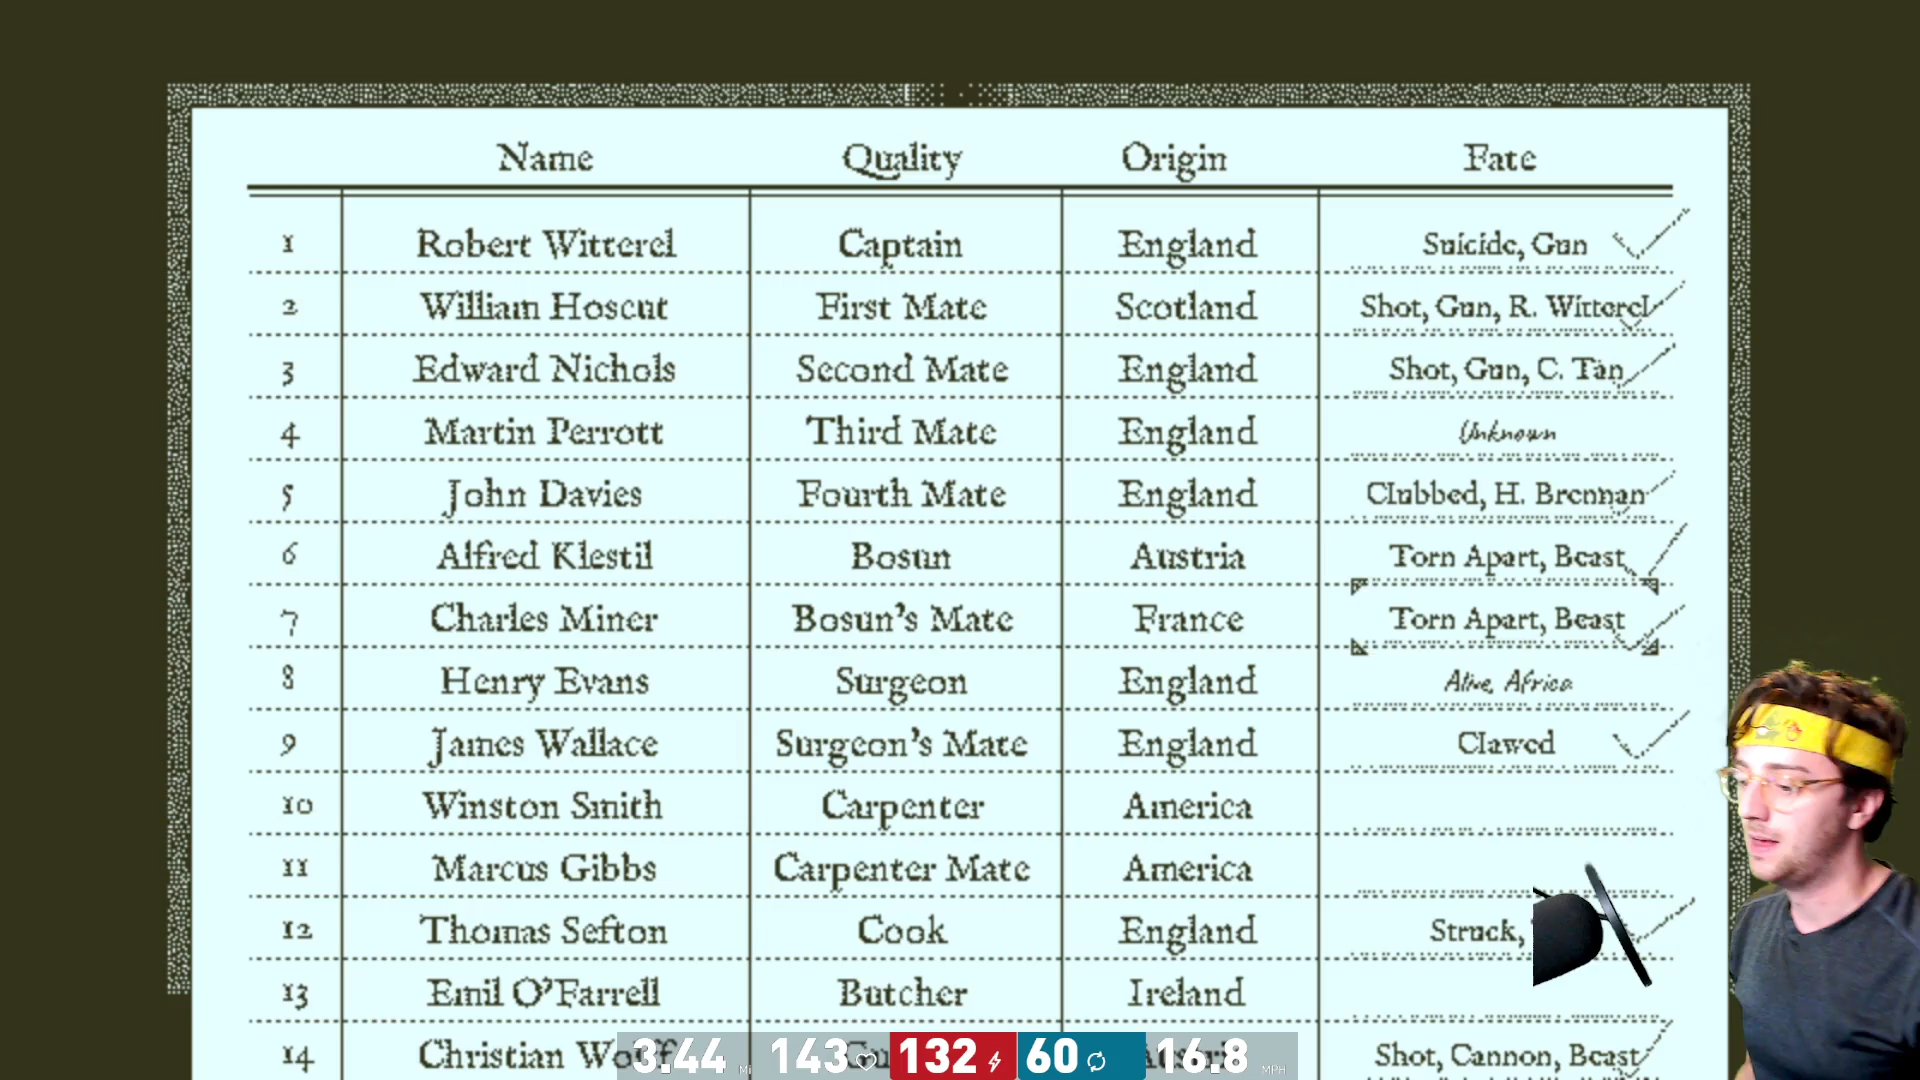 Name Quality Origin Fate
1 Robert Witterel Captain England Suicide, Gun
2 William Hoscut First Mate Scotland Shot, Gun, R. Witterel
3 Edward Nichols Second Mate England Shot, Gun, C. Tan
4 Martin Perrott Third Mate England Unknown
5 John Davies Fourth Mate England Clubbed, H. Brennan
6 Alfred Klestil Bosun Austria Torn Apart, Beast
7 Charles Miner Bosun's Mate France Torn Apart, Beast
8 Henry Evans Surgeon England Alive, Africa
9 James Wallace Surgeon's Mate England Clawed
10 Winston Smith Carpenter America
11 Marcus Gibbs Carpenter Mate America
12 Thomas Sefton Cook England Struck,
13 Emil O'Farrell Butcher Ireland
14 Christian Shot, Cannon, Beast
3.44 Mi 143 132 60 16.8 MPH